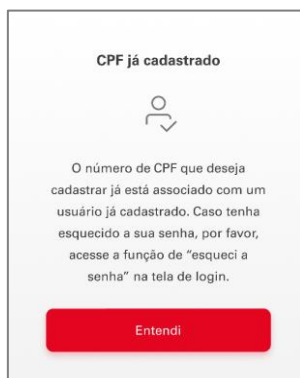 CPF já cadastrado
O número de CPF que deseja
cadastrar já está associado com um
usuário já cadastrado. Caso tenha
esquecido a sua senha, por favor,
acesse a função de “esqueci a
senha” na tela de login.
Entendi